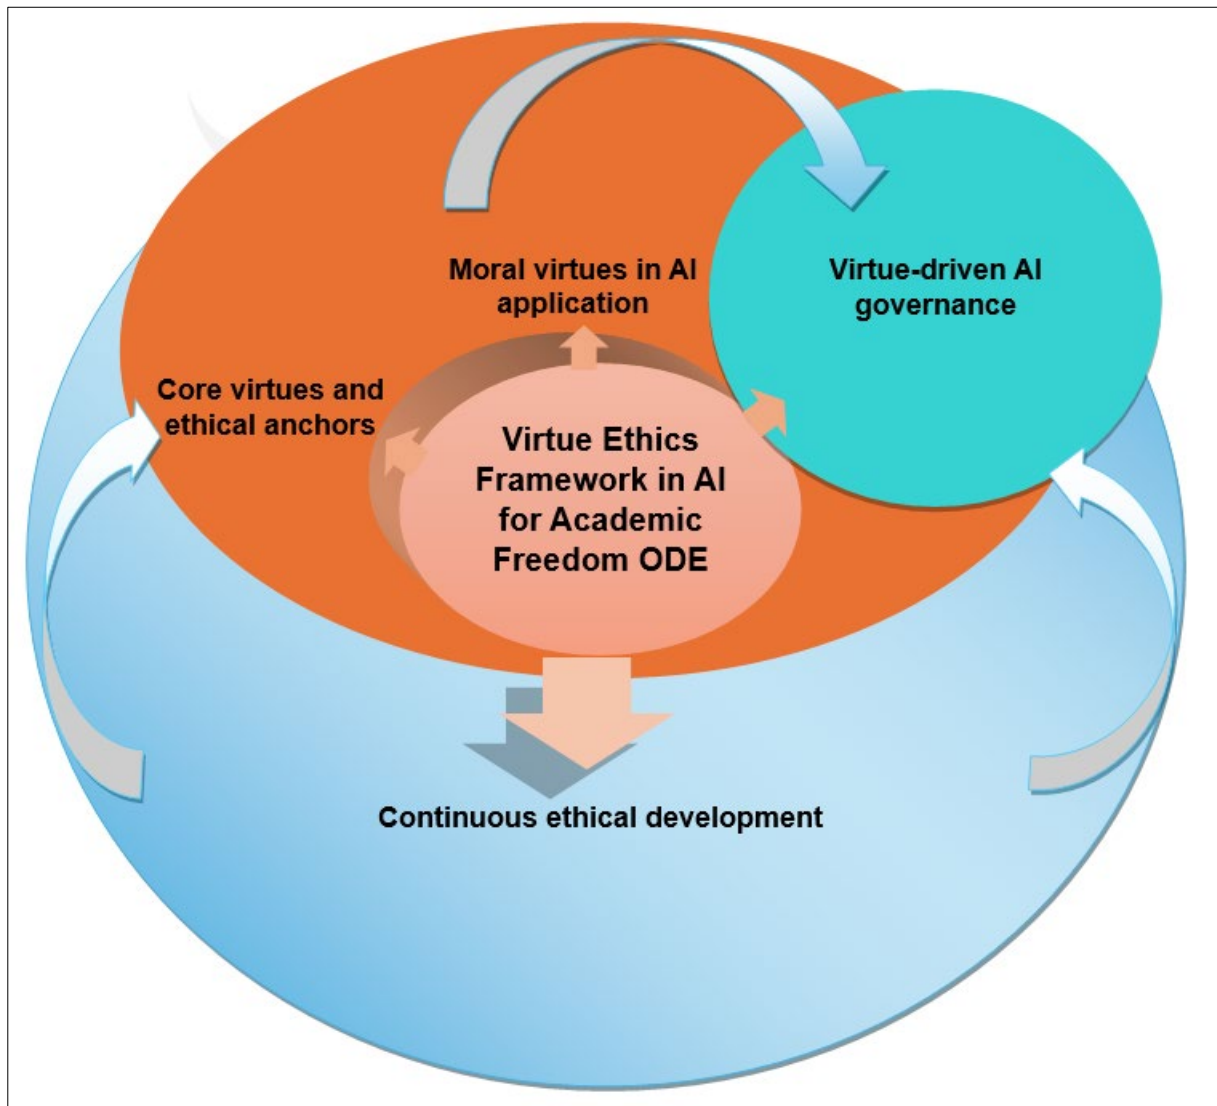 Moral virtues in AI
application
Virtue-driven AI
governance
Core virtues and
ethical anchors
Virtue Ethics
Framework in AI
for Academic
Freedom ODE
Continuous ethical development